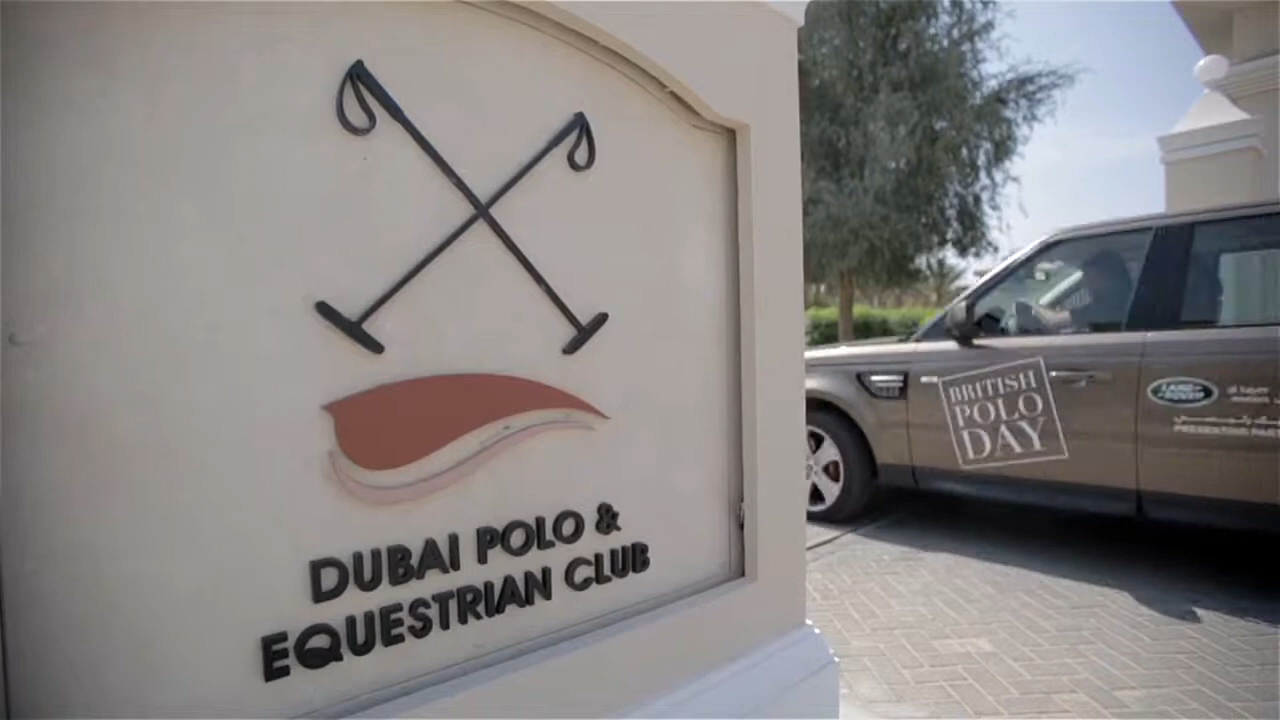 DUBAI POLO &
EQUESTRIAN CLUB
BRITISH
POLO
DAY
LAND
ROVER